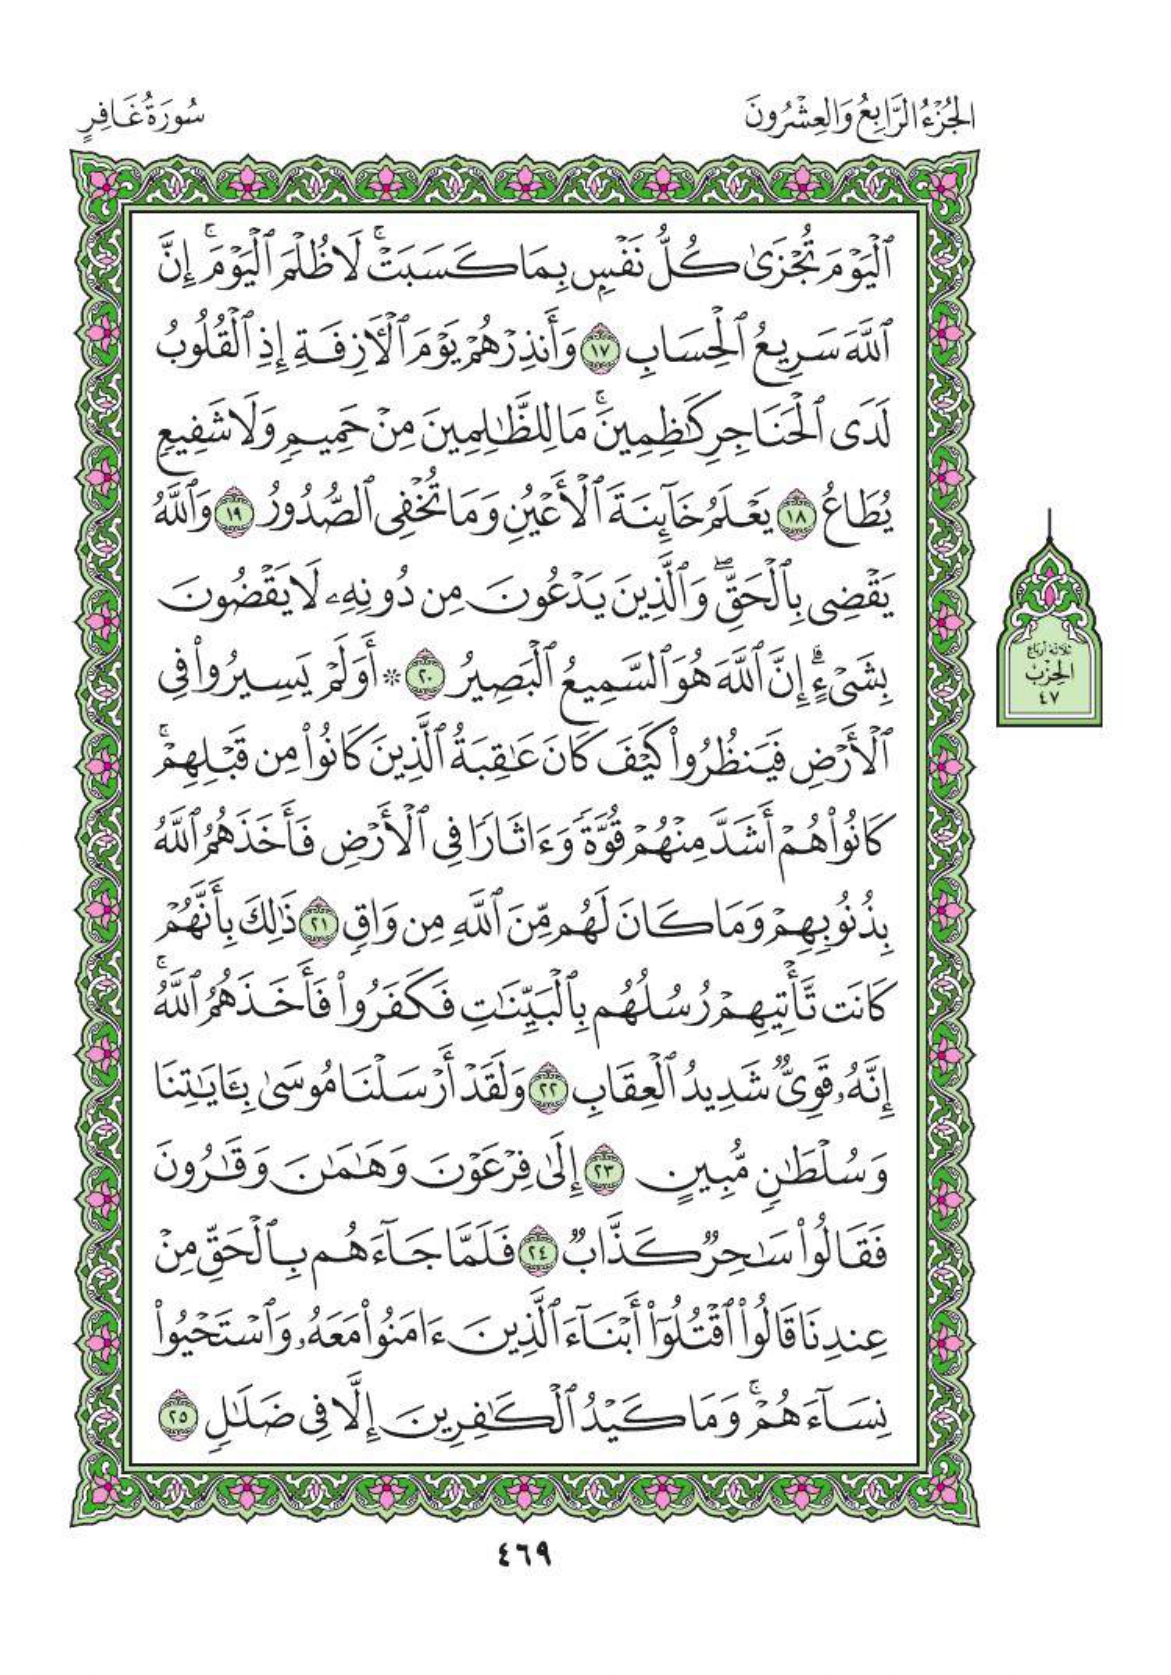 الجُزْءُ الرَّابِعُ وَالعِشْرُونَ
سُورَةُ غَافِرٍ
ٱلْيَوْمَ تُجْزَىٰ كُلُّ نَفْسٍۭ بِمَا كَسَبَتْۚ لَا ظُلْمَ ٱلْيَوْمَۚ إِنَّ
ٱللَّهَ سَرِيعُ ٱلْحِسَابِ ١٧ وَأَنذِرْهُمْ يَوْمَ ٱلْأَزِفَةِ إِذِ ٱلْقُلُوبُ
لَدَى ٱلْحَنَاجِرِ كَٰظِمِينَۚ مَا لِلظَّٰلِمِينَ مِنْ حَمِيمٍ وَلَا شَفِيعٍ
يُطَاعُ ١٨ يَعْلَمُ خَآئِنَةَ ٱلْأَعْيُنِ وَمَا تُخْفِى ٱلصُّدُورُ ١٩ وَٱللَّهُ
يَقْضِى بِٱلْحَقِّۖ وَٱلَّذِينَ يَدْعُونَ مِن دُونِهِۦ لَا يَقْضُونَ
بِشَىْءٍۗ إِنَّ ٱللَّهَ هُوَ ٱلسَّمِيعُ ٱلْبَصِيرُ ٢٠ * أَوَلَمْ يَسِيرُوا۟ فِى
ٱلْأَرْضِ فَيَنظُرُوا۟ كَيْفَ كَانَ عَٰقِبَةُ ٱلَّذِينَ كَانُوا۟ مِن قَبْلِهِمْۚ
كَانُوا۟ هُمْ أَشَدَّ مِنْهُمْ قُوَّةً وَءَاثَارًا فِى ٱلْأَرْضِ فَأَخَذَهُمُ ٱللَّهُ
بِذُنُوبِهِمْ وَمَا كَانَ لَهُم مِّنَ ٱللَّهِ مِن وَاقٍ ٢١ ذَٰلِكَ بِأَنَّهُمْ
كَانَت تَّأْتِيهِمْ رُسُلُهُم بِٱلْبَيِّنَٰتِ فَكَفَرُوا۟ فَأَخَذَهُمُ ٱللَّهُۚ
إِنَّهُۥ قَوِىٌّ شَدِيدُ ٱلْعِقَابِ ٢٢ وَلَقَدْ أَرْسَلْنَا مُوسَىٰ بِـَٔايَٰتِنَا
وَسُلْطَٰنٍ مُّبِينٍ ٢٣ إِلَىٰ فِرْعَوْنَ وَهَٰمَٰنَ وَقَٰرُونَ
فَقَالُوا۟ سَٰحِرٌ كَذَّابٌ ٢٤ فَلَمَّا جَآءَهُم بِٱلْحَقِّ مِنْ
عِندِنَا قَالُوا۟ ٱقْتُلُوٓا۟ أَبْنَآءَ ٱلَّذِينَ ءَامَنُوا۟ مَعَهُۥ وَٱسْتَحْيُوا۟
نِسَآءَهُمْۚ وَمَا كَيْدُ ٱلْكَٰفِرِينَ إِلَّا فِى ضَلَٰلٍ ٢٥
ثلاثة أرباع
الحِزْب
٤٧
٤٦٩